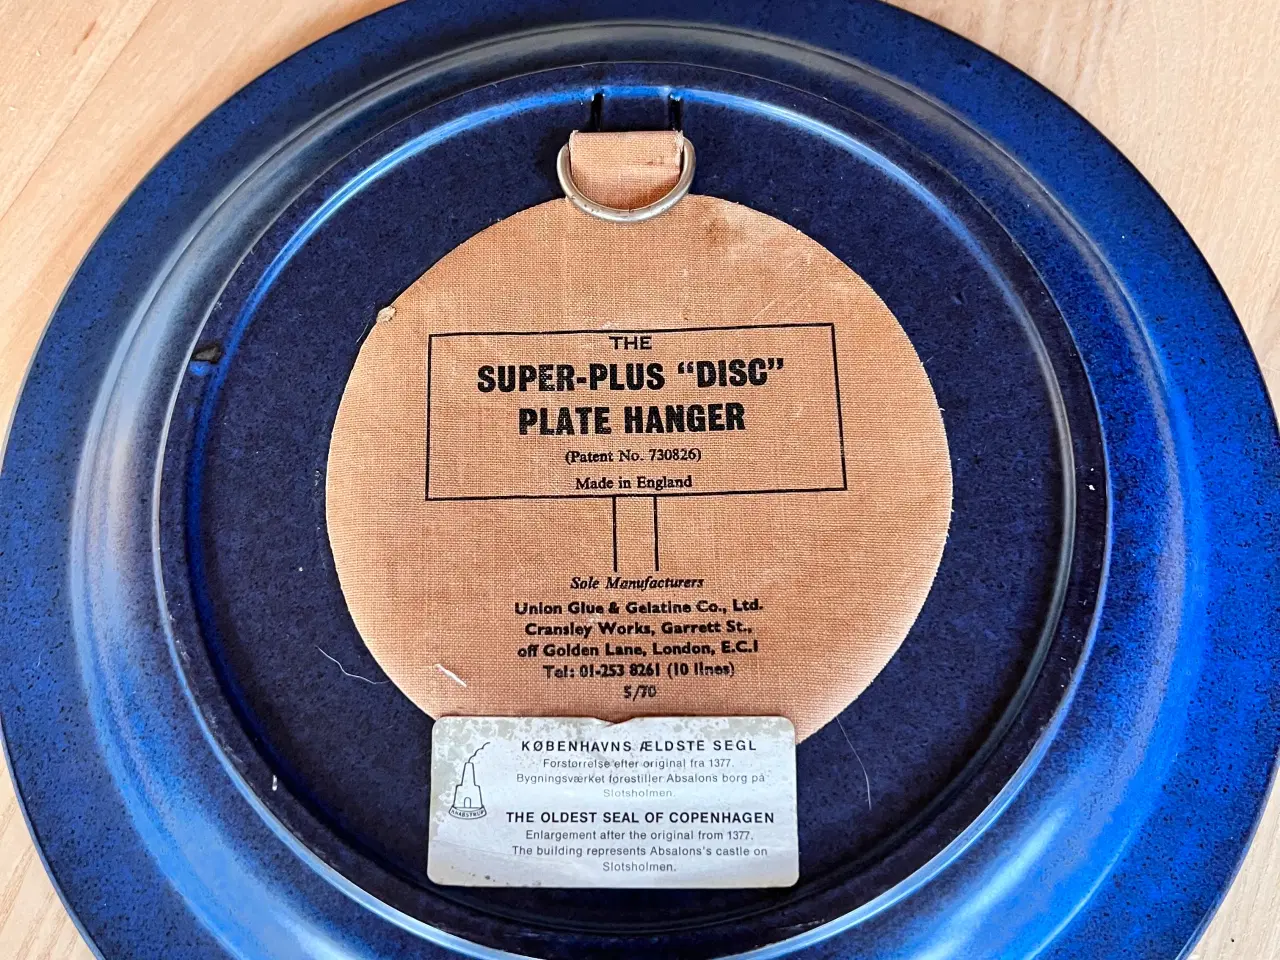 THE
SUPER-PLUS “DISC”
PLATE HANGER
(Patent No. 730826)
Made in England
Sole Manufacturers
Union Glue & Gelatine Co., Ltd.
Cransley Works, Garrett St.,
off Golden Lane, London, E.C.1
Tel: 01-253 8261 (10 lines)
5/70
KØBENHAVNS ÆLDSTE SEGL
Forstørrelse efter original fra 1377.
Bygningsværket forestiller Absalons borg på
Slotsholmen.
KNABSTRUP
THE OLDEST SEAL OF COPENHAGEN
Enlargement after the original from 1377.
The building represents Absalons's castle on
Slotsholmen.